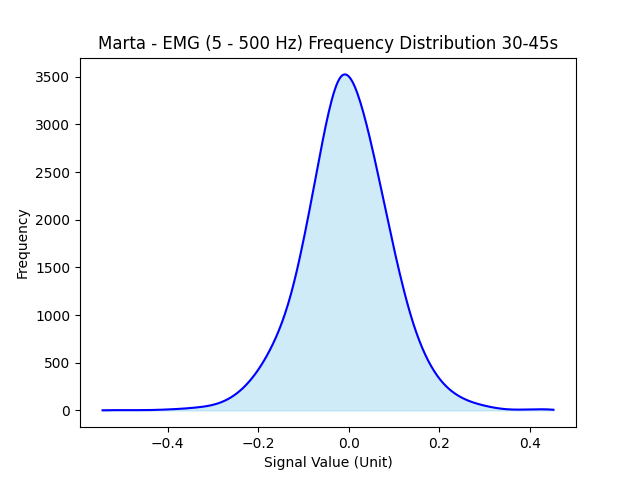 Marta - EMG (5 - 500 Hz) Frequency Distribution 30-45s
3500
3000
2500
2000
1500
1000
500
0
Frequency
−0.4 −0.2 0.0 0.2 0.4
Signal Value (Unit)